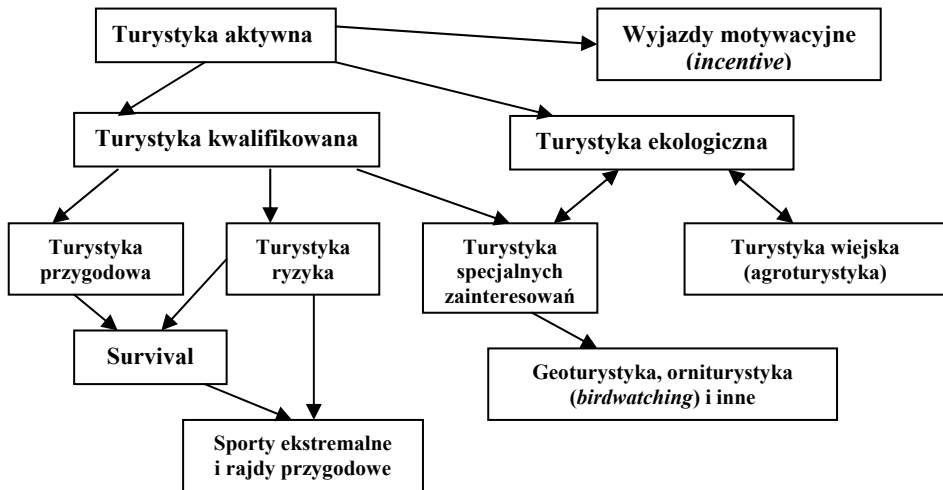 Turystyka aktywna
Wyjazdy motywacyjne
(incentive)
Turystyka kwalifikowana
Turystyka ekologiczna
Turystyka
przygodowa
Turystyka
ryzyka
Turystyka
specjalnych
zainteresowań
Turystyka wiejska
(agroturystyka)
Survival
Geoturystyka, orniturystyka
(birdwatching) i inne
Sporty ekstremalne
i rajdy przygodowe